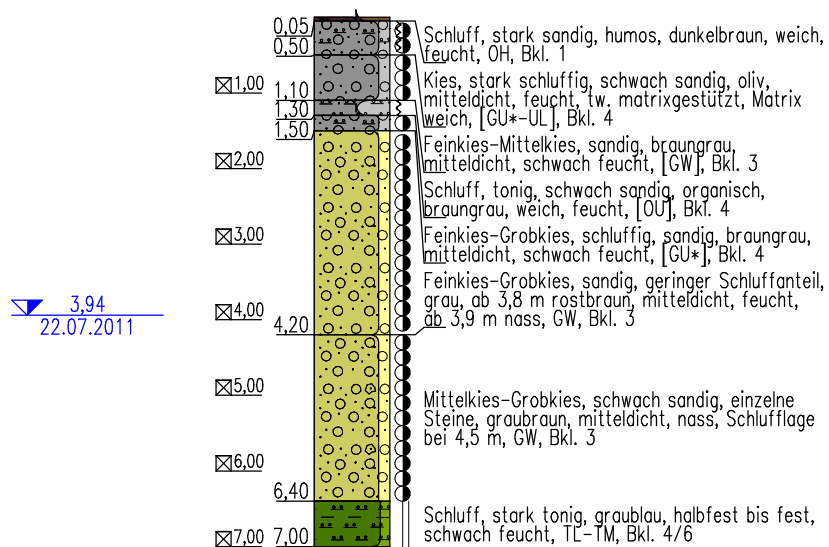 0,05
0,50
1,10
1,30
1,50
4,20
6,40
7,00
1,00
2,00
3,00
4,00
5,00
6,00
7,00
3,94
22.07.2011
Schluff, stark sandig, humos, dunkelbraun, weich,
feucht, OH, Bkl. 1
Kies, stark schluffig, schwach sandig, oliv,
mitteldicht, feucht, tw. matrixgestützt, Matrix
weich, [GU*-UL], Bkl. 4
Feinkies-Mittelkies, sandig, braungrau,
mitteldicht, schwach feucht, [GW], Bkl. 3
Schluff, tonig, schwach sandig, organisch,
braungrau, weich, feucht, [OU], Bkl. 4
Feinkies-Grobkies, schluffig, sandig, braungrau,
mitteldicht, schwach feucht, [GU*], Bkl. 4
Feinkies-Grobkies, sandig, geringer Schluffanteil,
grau, ab 3,8 m rostbraun, mitteldicht, feucht,
ab 3,9 m nass, GW, Bkl. 3
Mittelkies-Grobkies, schwach sandig, einzelne
Steine, graubraun, mitteldicht, nass, Schlufflage
bei 4,5 m, GW, Bkl. 3
Schluff, stark tonig, graublau, halbfest bis fest,
schwach feucht, TL-TM, Bkl. 4/6